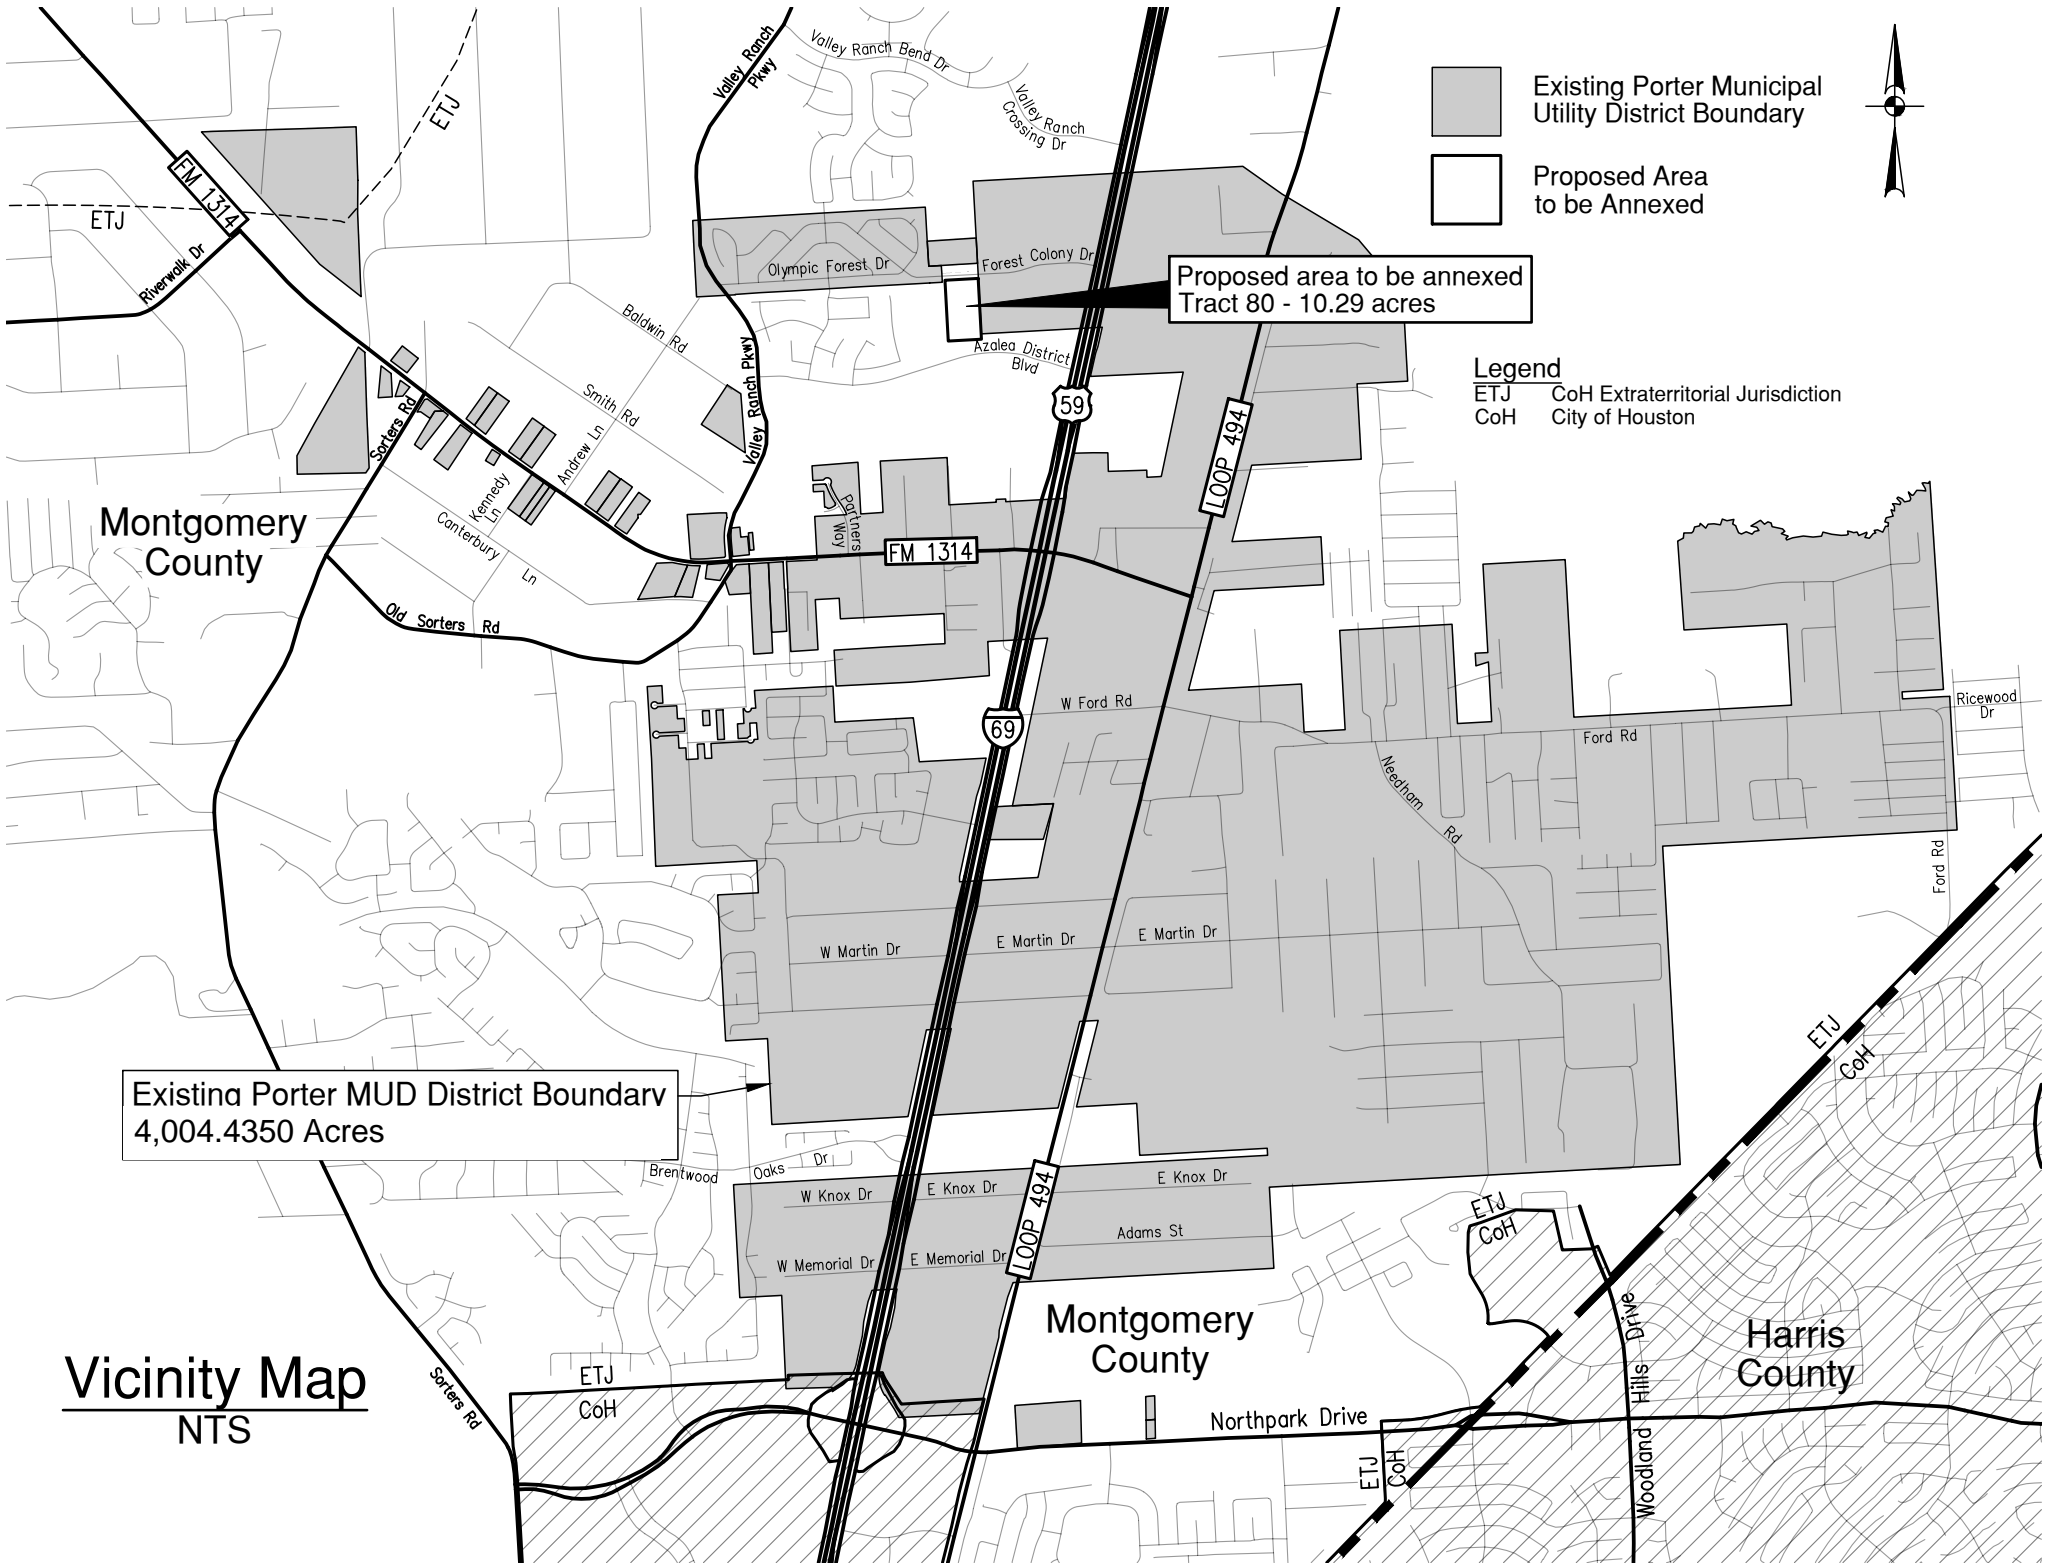 Valley Ranch
Pkwy
Valley Ranch Bend Dr
Valley Ranch
Crossing Dr
Existing Porter Municipal
Utility District Boundary
Proposed Area
to be Annexed
ETJ
FM 1314
ETJ
Riverwalk Dr
Olympic Forest Dr
Forest Colony Dr
Proposed area to be annexed
Tract 80 - 10.29 acres
Baldwin Rd
Valley Ranch Pkwy
Azalea District
Blvd
Legend
ETJ CoH Extraterritorial Jurisdiction
CoH City of Houston
59
LOOP 494
Smith Rd
Sorters Rd
Andrew Ln
Kennedy
Ln
Canterbury
Ln
Partners
Way
FM 1314
Montgomery
County
Old Sorters Rd
W Ford Rd
69
Ford Rd
Ricewood
Dr
Needham
Rd
Ford Rd
W Martin Dr
E Martin Dr
E Martin Dr
ETJ
CoH
Existing Porter MUD District Boundary
4,004.4350 Acres
Brentwood
Oaks Dr
W Knox Dr
E Knox Dr
E Knox Dr
LOOP 494
Adams St
W Memorial Dr
E Memorial Dr
ETJ
CoH
Montgomery
County
Harris
County
Woodland Hills Drive
Vicinity Map
NTS
Sorters Rd
ETJ
CoH
Northpark Drive
ETJ
CoH